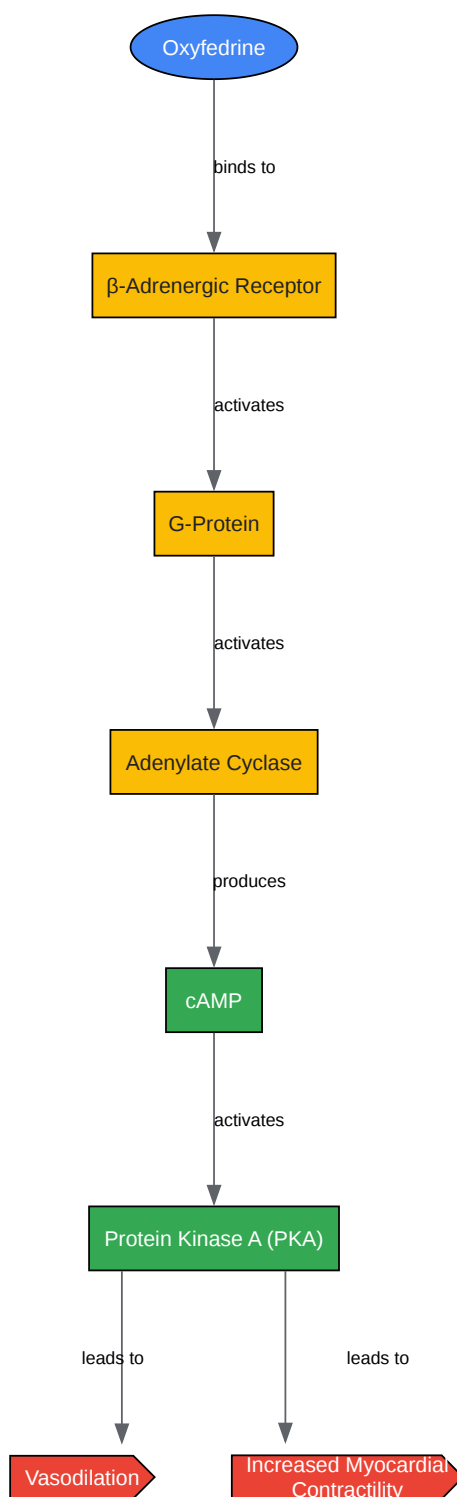 Oxyfedrine
binds to
β-Adrenergic Receptor
activates
G-Protein
activates
Adenylate Cyclase
produces
cAMP
activates
Protein Kinase A (PKA)
leads to
leads to
Vasodilation
Increased Myocardial
Contractility